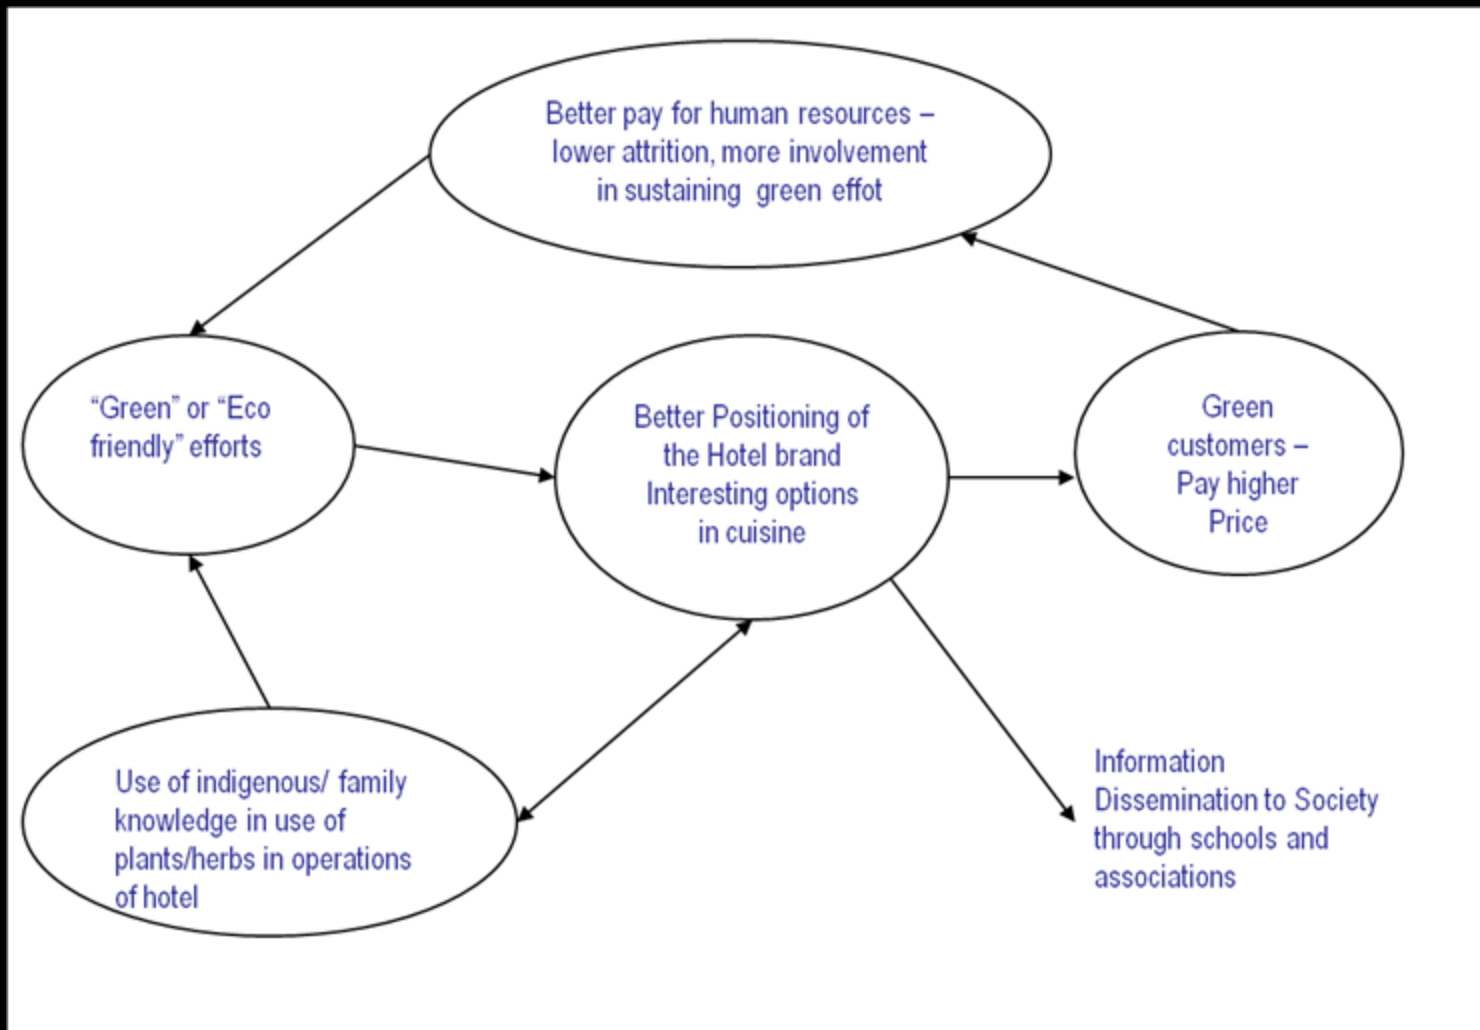 Better pay for human resources –
lower attrition, more involvement
in sustaining green effot
“Green” or “Eco
friendly” efforts
Better Positioning of
the Hotel brand
Interesting options
in cuisine
Green
customers –
Pay higher
Price
Use of indigenous/ family
knowledge in use of
plants/herbs in operations
of hotel
Information
Dissemination to Society
through schools and
associations